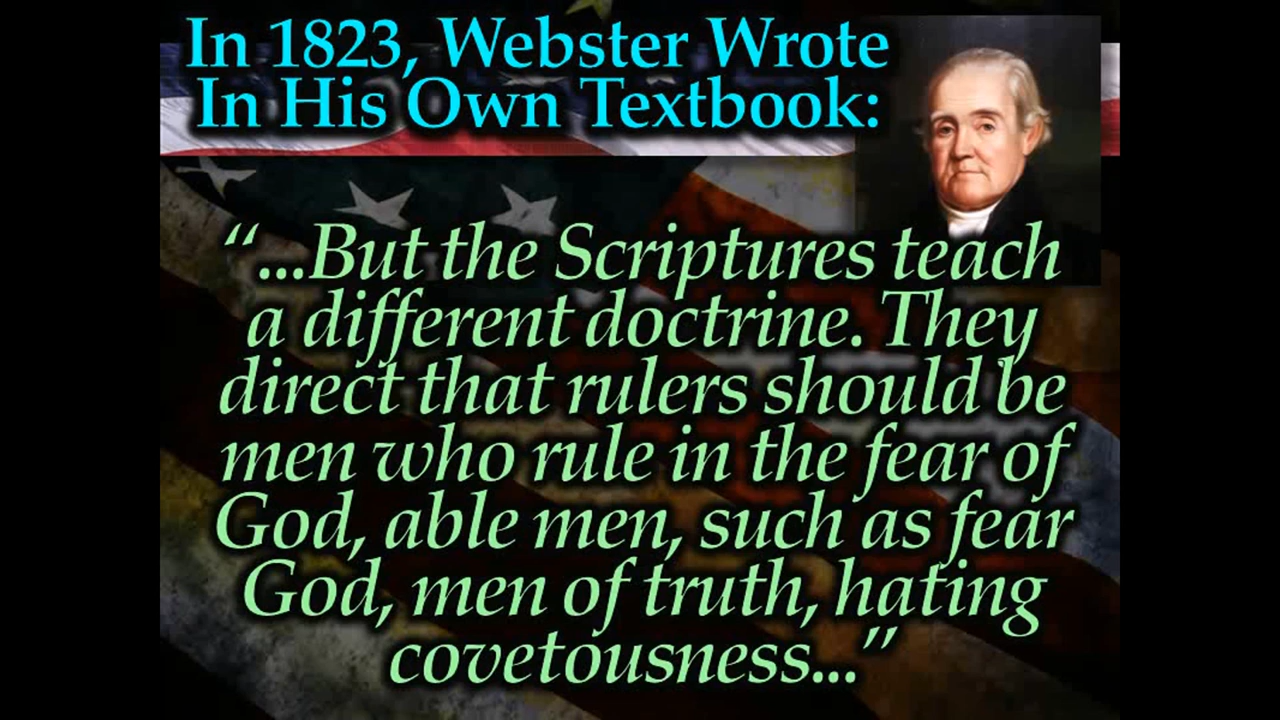 In 1823, Webster Wrote
In His Own Textbook:
“...But the Scriptures teach
a different doctrine. They
direct that rulers should be
men who rule in the fear of
God, able men, such as fear
God, men of truth, hating
covetousness...”